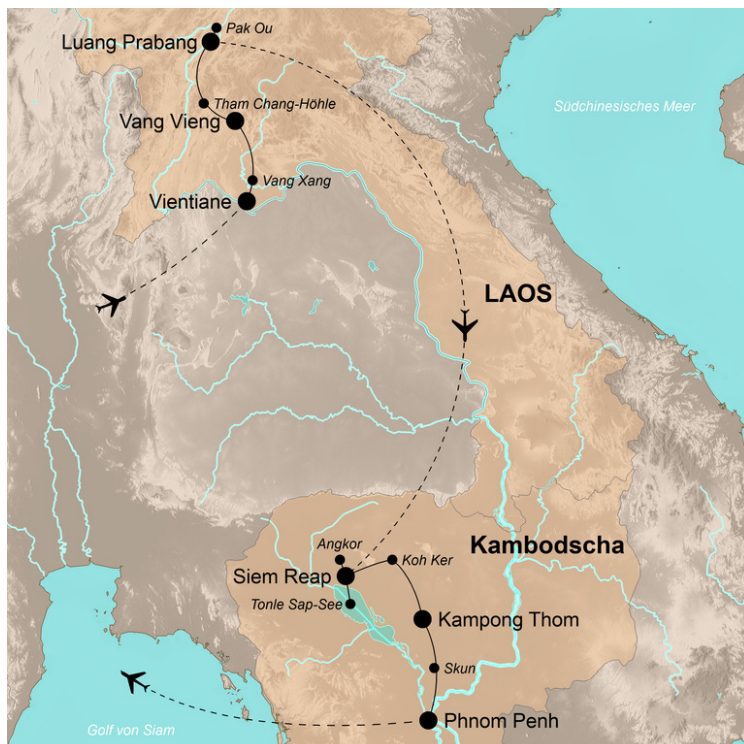 Pak Ou
Luang Prabang
Tham Chang-Höhle
Südchinesisches Meer
Vang Vieng
Vang Xang
Vientiane
LAOS
Kambodscha
Angkor
Koh Ker
Siem Reap
Tonle Sap-See
Kampong Thom
Skun
Phnom Penh
Golf von Siam